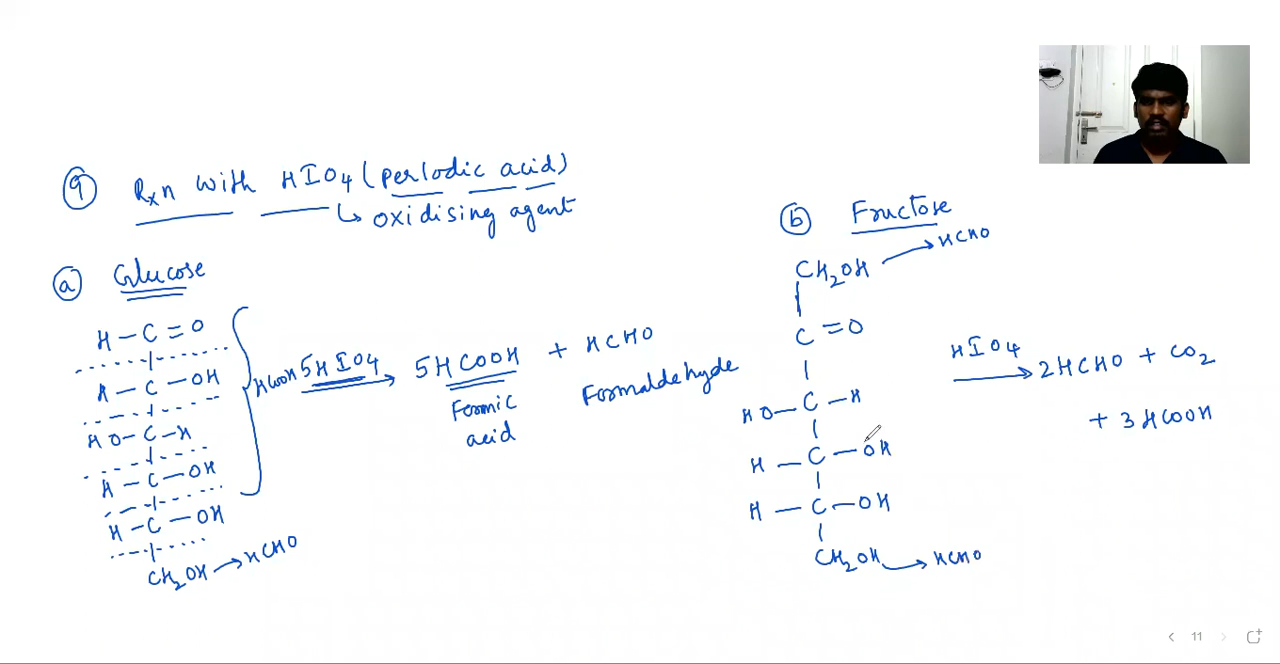 9 Rxn with HIO4 (periodic acid)
↳ oxidising agent
a Glucose
H - C = O
H - C - OH
HO - C - H
H - C - OH
H - C - OH
CH2OH → HCHO
HCOOH
5HIO4
→ 5HCOOH + HCHO
Formic
acid
Formaldehyde
b Fructose
CH2OH → HCHO
C = O
HO - C - H
H - C - OH
H - C - OH
CH2OH → HCHO
HIO4
→ 2HCHO + CO2
+ 3HCOOH
< 11 >